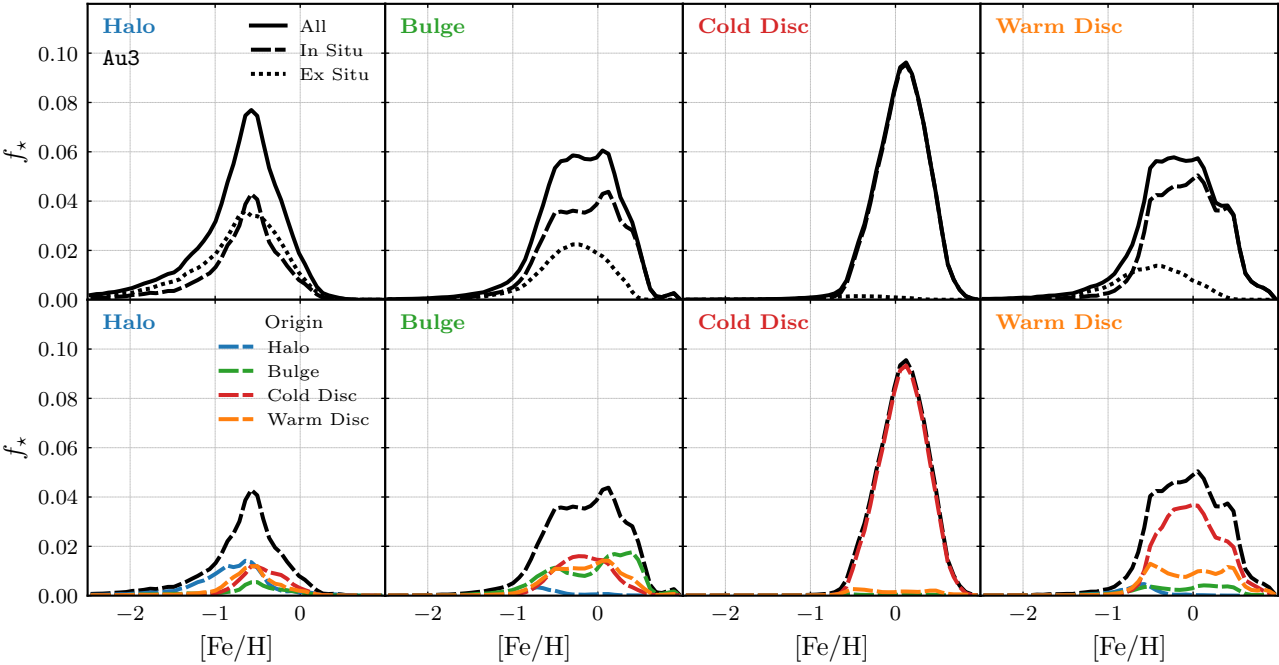 Halo
Au3
All
In Situ
Ex Situ
Bulge
Cold Disc
Warm Disc
0.10
0.08
0.06
0.04
0.02
0.00
f⋆
Halo
Origin
Halo
Bulge
Cold Disc
Warm Disc
Bulge
Cold Disc
Warm Disc
0.10
0.08
0.06
0.04
0.02
0.00
f⋆
−2 −1 0
−2 −1 0
−2 −1 0
−2 −1 0
[Fe/H]
[Fe/H]
[Fe/H]
[Fe/H]